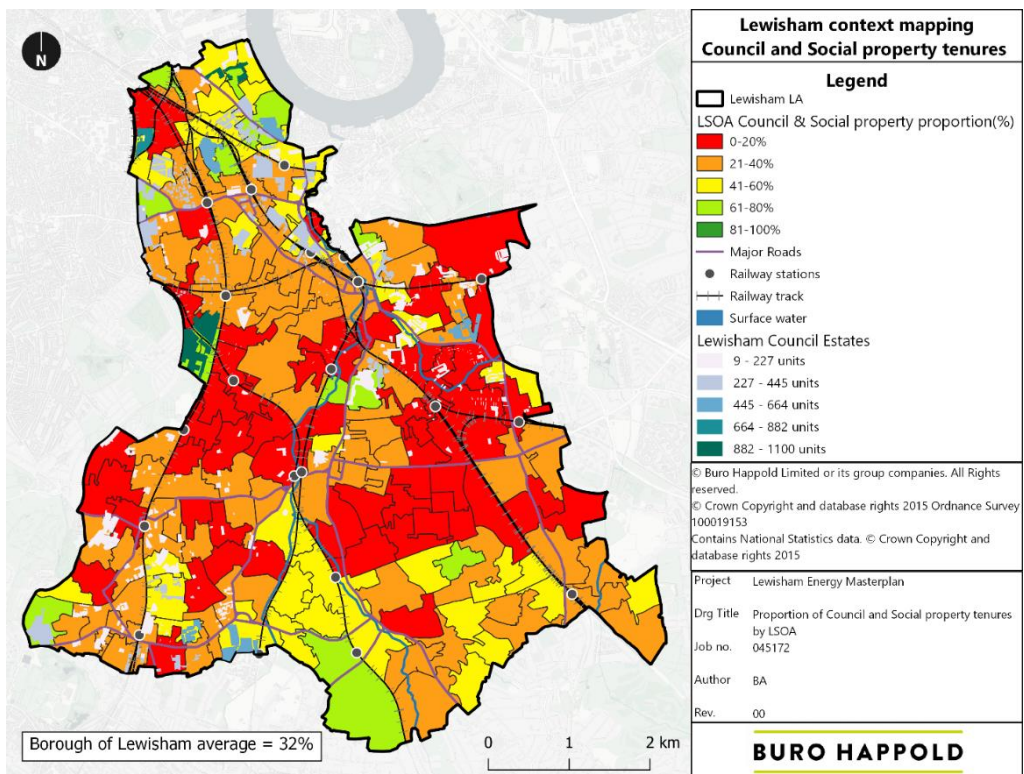 N
Borough of Lewisham average = 32%
0 1 2 km
Lewisham context mapping
Council and Social property tenures
Legend
Lewisham LA
LSOA Council & Social property proportion(%)
0-20%
21-40%
41-60%
61-80%
81-100%
Major Roads
Railway stations
Railway track
Surface water
Lewisham Council Estates
9 - 227 units
227 - 445 units
445 - 664 units
664 - 882 units
882 - 1100 units
© Buro Happold Limited or its group companies. All Rights
reserved.
© Crown Copyright and database rights 2015 Ordnance Survey
100019153
Contains National Statistics data. © Crown Copyright and
database rights 2015
Project Lewisham Energy Masterplan
Drg Title Proportion of Council and Social property tenures
by LSOA
Job no. 045172
Author BA
Rev. 00
BURO HAPPOLD